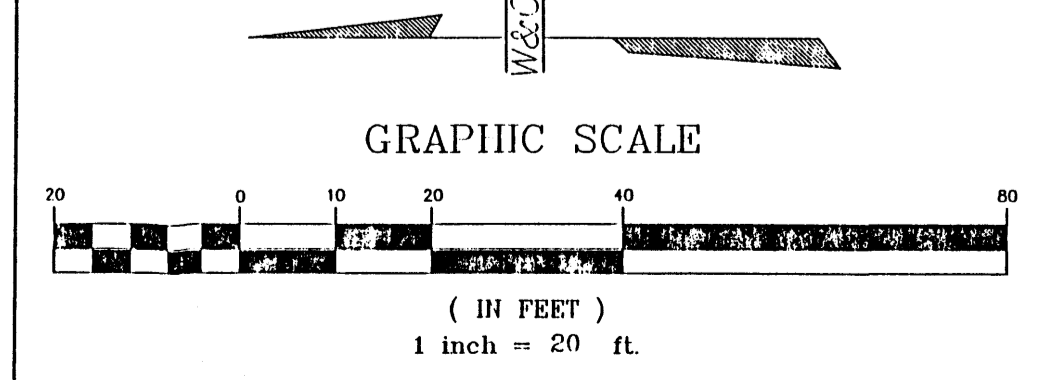 W&C
GRAPHIC SCALE
20 0 10 20 40 80
( IN FEET )
1 inch = 20 ft.